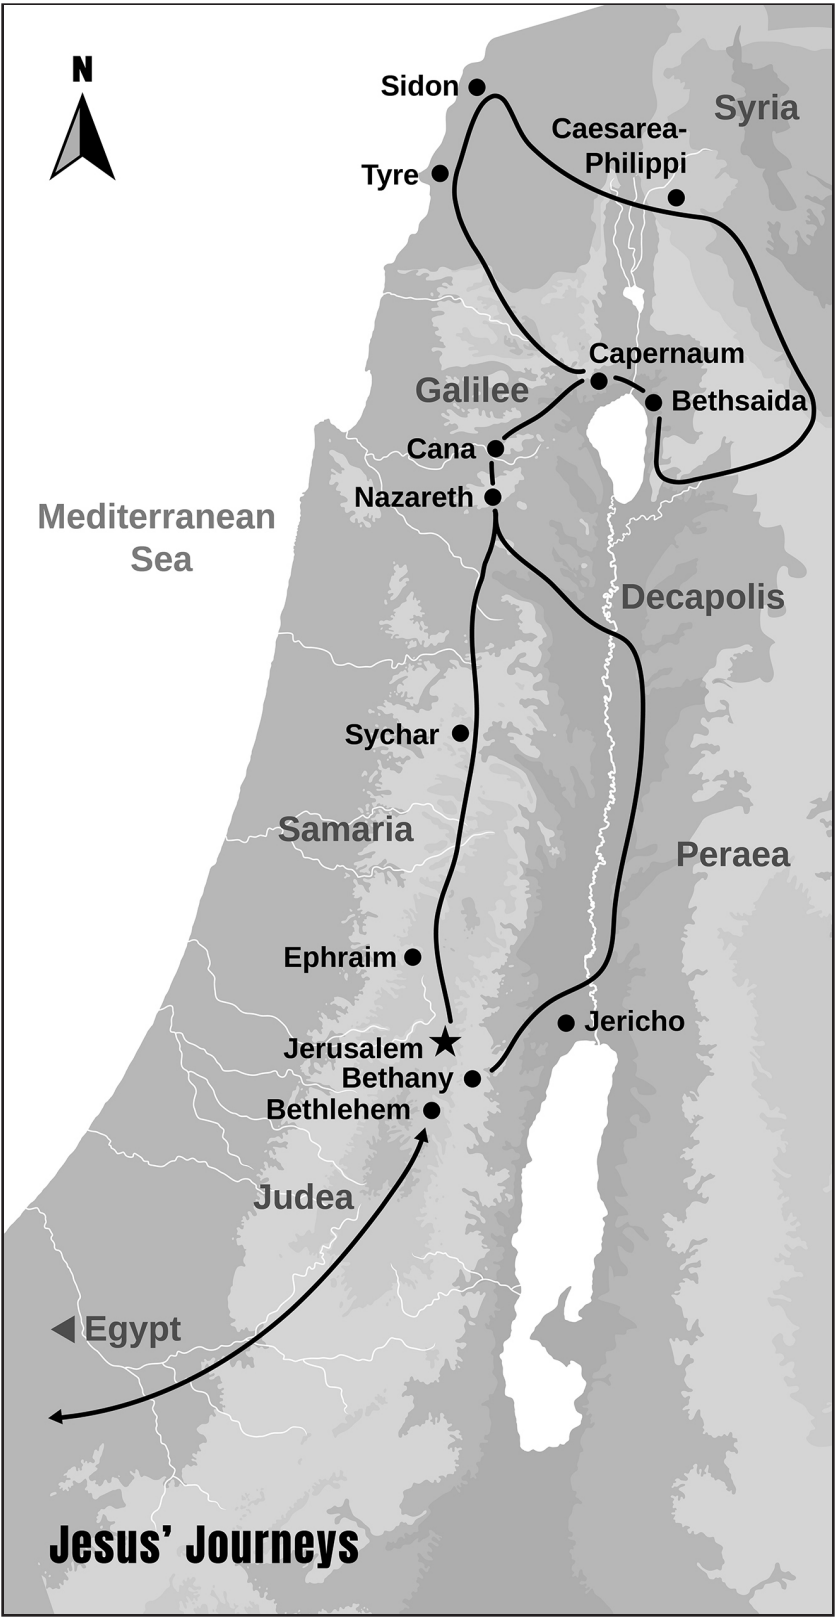 N
Sidon
Syria
Caesarea-
Philippi
Tyre
Capernaum
Galilee
Bethsaida
Cana
Nazareth
Mediterranean
Sea
Decapolis
Sychar
Samaria
Peraea
Ephraim
Jericho
Jerusalem
Bethany
Bethlehem
Judea
Egypt
Jesus’ Journeys